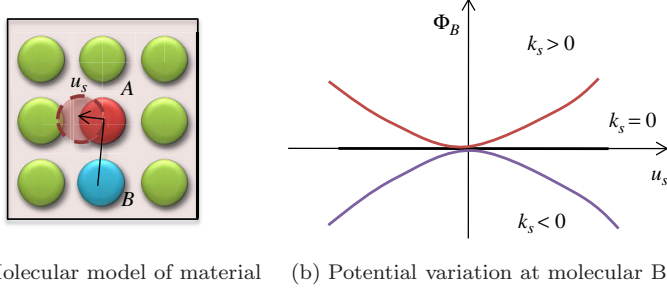 Φ_B
k_s > 0
u_s
A
k_s = 0
u_s
B
k_s < 0
olecular model of material
(b) Potential variation at molecular B